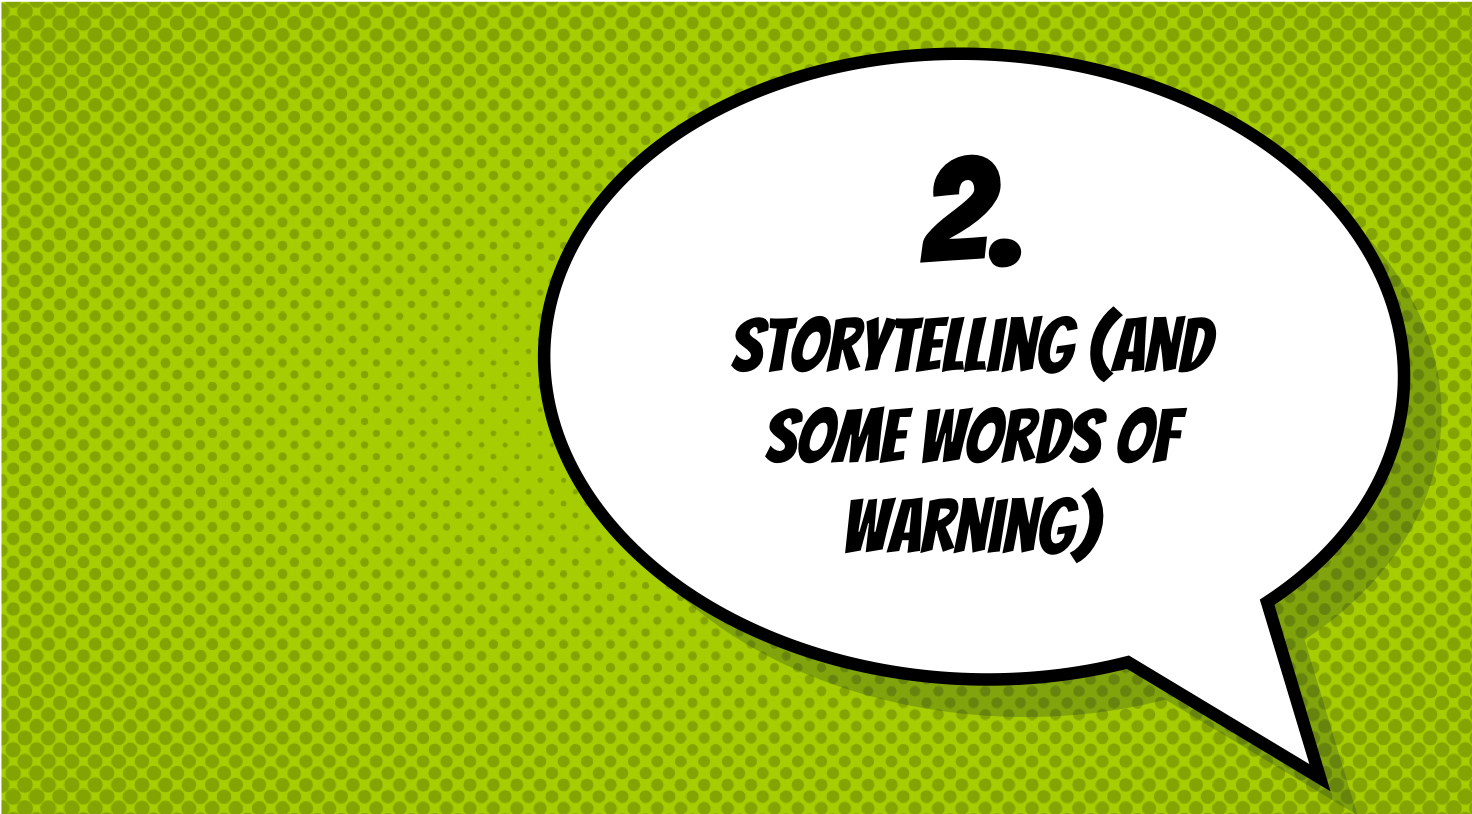 2.
STORYTELLING (AND
SOME WORDS OF
WARNING)